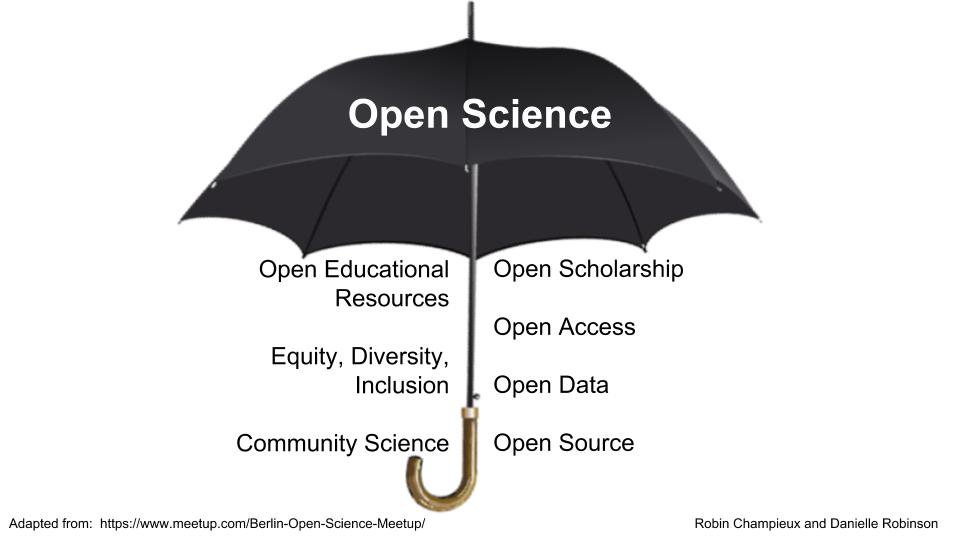 Open Science
Open Educational
Resources
Equity, Diversity,
Inclusion
Community Science
Open Scholarship
Open Access
Open Data
Open Source
Adapted from: https://www.meetup.com/Berlin-Open-Science-Meetup/
Robin Champieux and Danielle Robinson